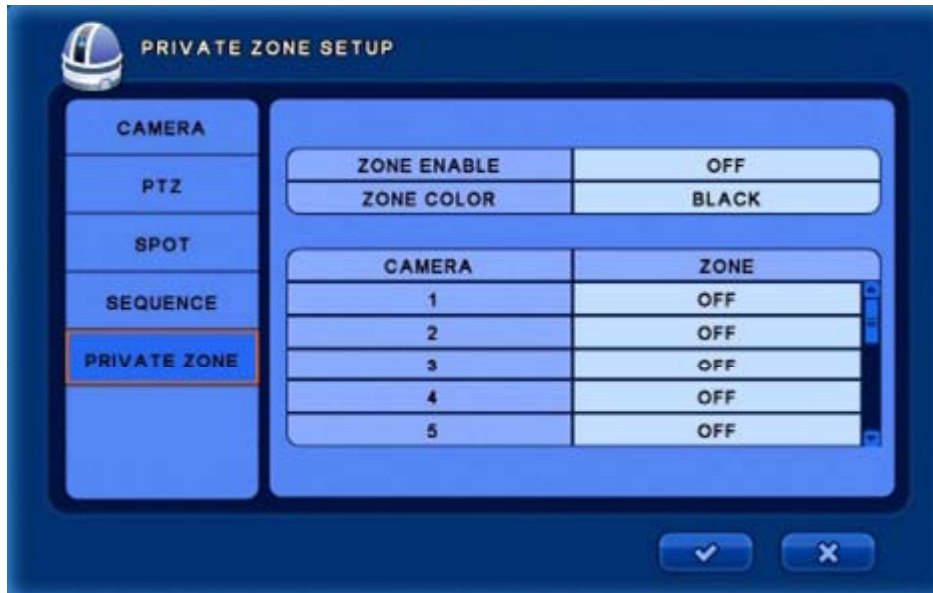 PRIVATE ZONE SETUP
CAMERA
PTZ
SPOT
SEQUENCE
PRIVATE ZONE
ZONE ENABLE OFF
ZONE COLOR BLACK
CAMERA ZONE
1 OFF
2 OFF
3 OFF
4 OFF
5 OFF